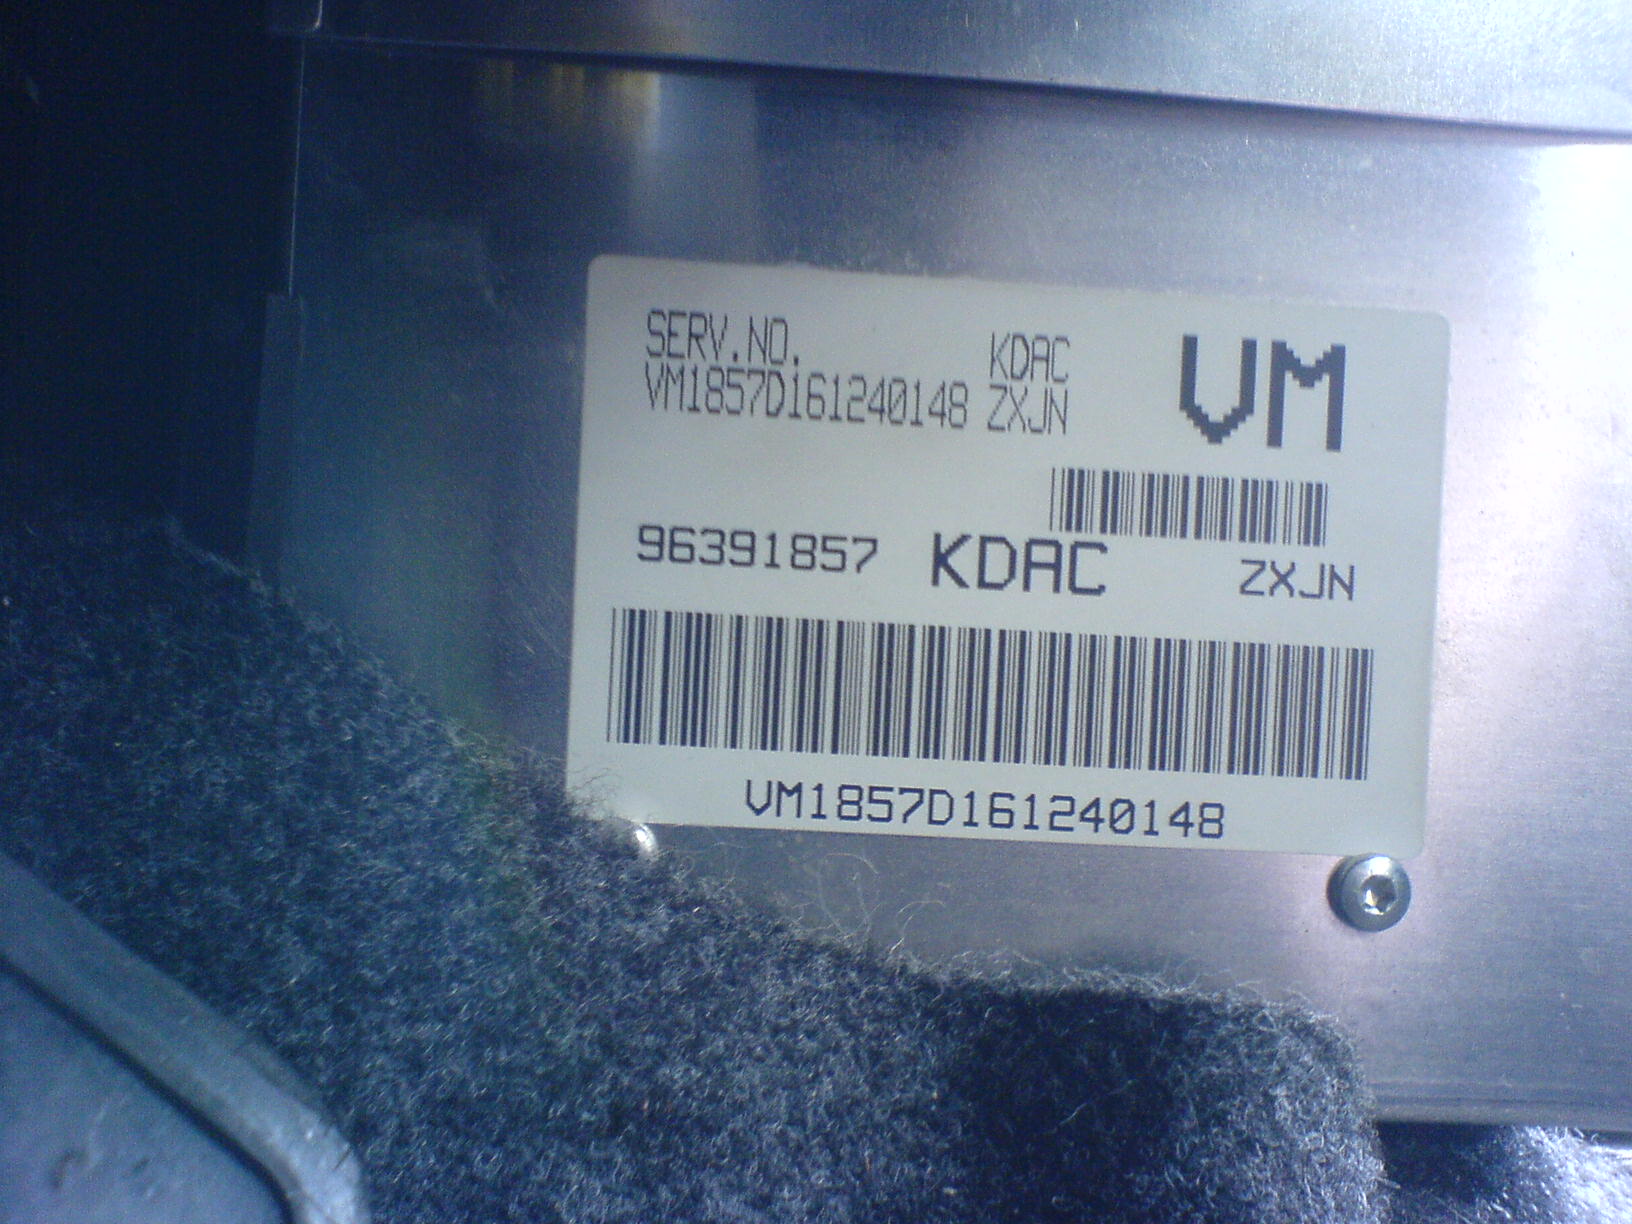 SERV.NO. KDAC VM
VM1857D161240148 ZXJN
96391857 KDAC ZXJN
VM1857D161240148